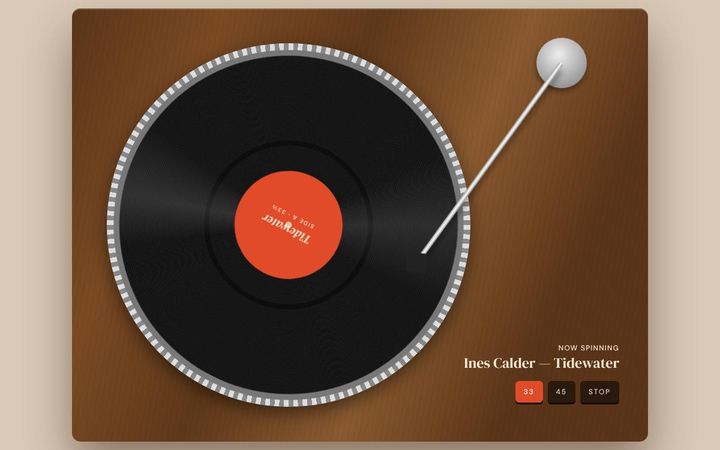 Tidewater
SIDE A · 33⅓
NOW SPINNING
Ines Calder — Tidewater
33
45
STOP